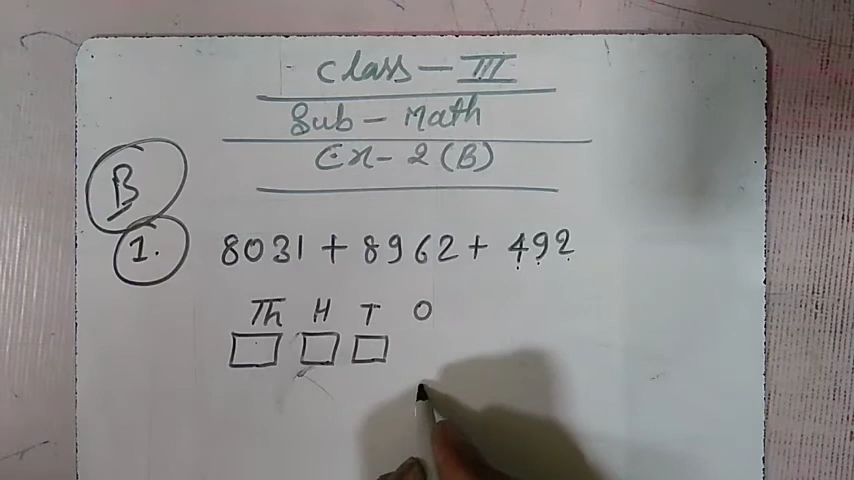 Class - III
Sub - Math
Ex - 2 (B)
B
1. 8031 + 8962 + 492
Th H T O